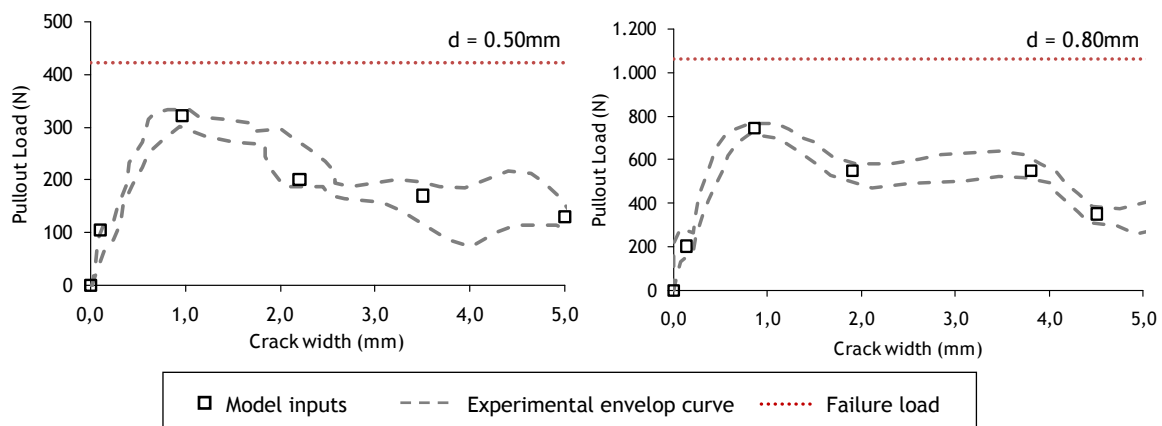 500
400
300
200
100
0
Pullout Load (N)
d = 0.50mm
0,0 1,0 2,0 3,0 4,0 5,0
Crack width (mm)
1.200
1.000
800
600
400
200
0
Pullout Load (N)
d = 0.80mm
0,0 1,0 2,0 3,0 4,0 5,0
Crack width (mm)
Model inputs Experimental envelop curve Failure load